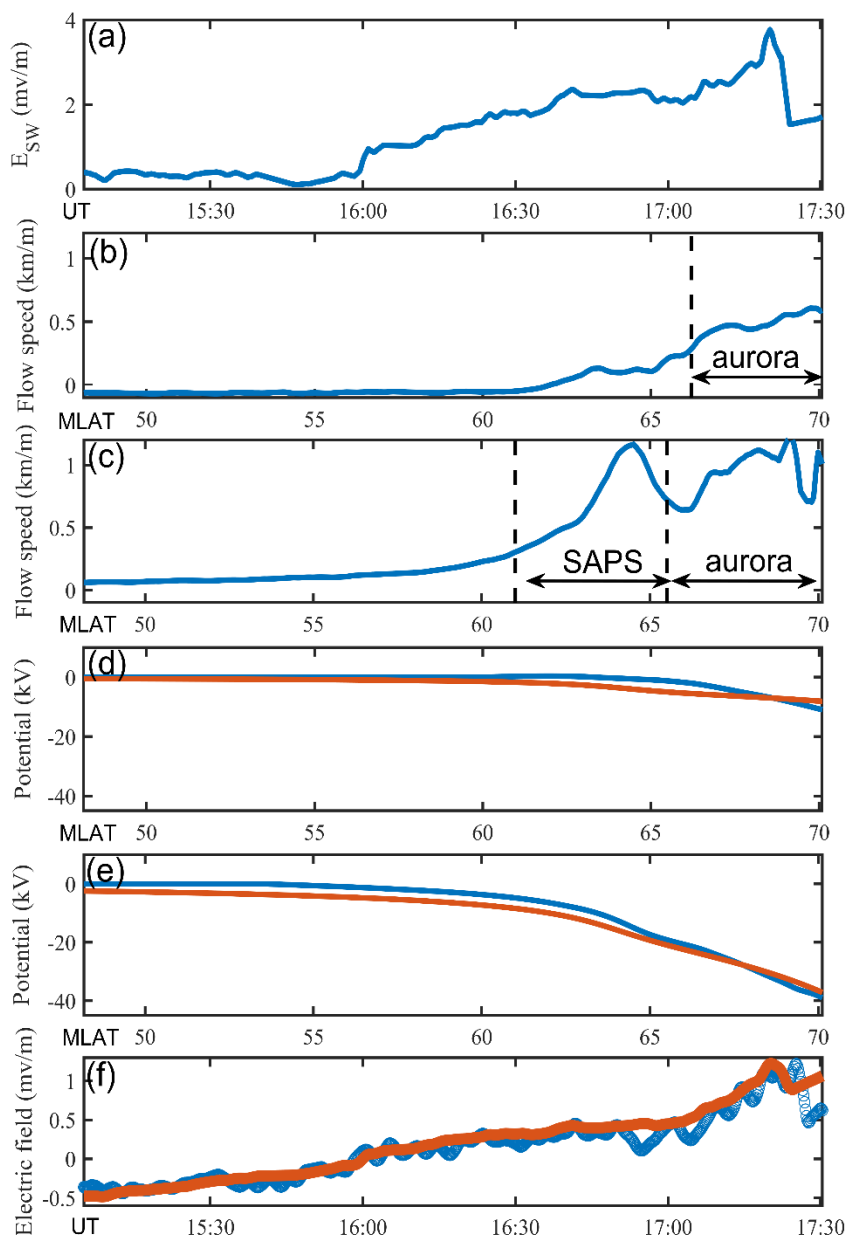 (a)
E_SW (mv/m)
4
2
0
UT 15:30 16:00 16:30 17:00 17:30
(b)
Flow speed (km/m)
1
0.5
0
aurora
MLAT 50 55 60 65 70
(c)
Flow speed (km/m)
1
0.5
0
SAPS aurora
MLAT 50 55 60 65 70
(d)
Potential (kV)
0
-20
-40
MLAT 50 55 60 65 70
(e)
Potential (kV)
0
-20
-40
MLAT 50 55 60 65 70
(f)
Electric field (mv/m)
1
0.5
0
-0.5
UT 15:30 16:00 16:30 17:00 17:30